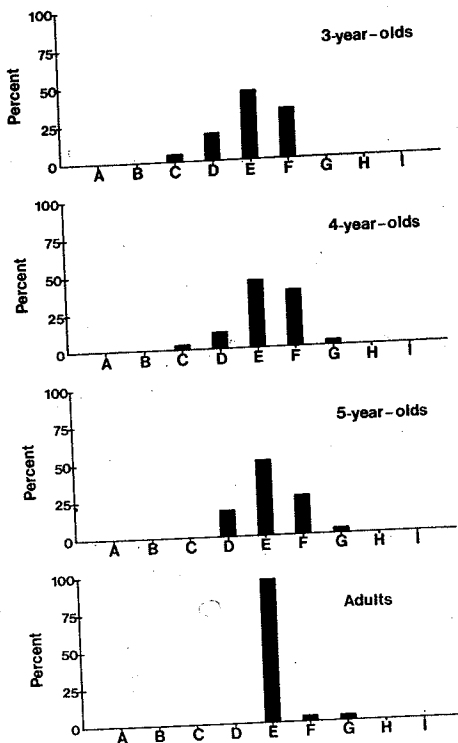 100
3-year-olds
75
Percent
50
25
0
A B C D E F G H I
100
4-year-olds
75
Percent
50
25
0
A B C D E F G H I
100
5-year-olds
75
Percent
50
25
0
A B C D E F G H I
100
Adults
75
Percent
50
25
0
A B C D E F G H I